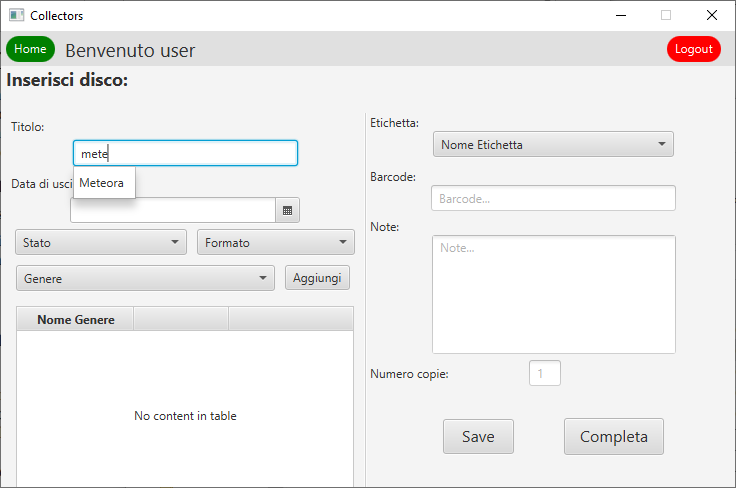 Collectors
Home
Benvenuto user
Logout
Inserisci disco:
Titolo:
mete
Meteora
Data di usci
Stato
Formato
Genere
Aggiungi
Nome Genere
No content in table
Etichetta:
Nome Etichetta
Barcode:
Barcode...
Note:
Note...
Numero copie:
1
Save
Completa